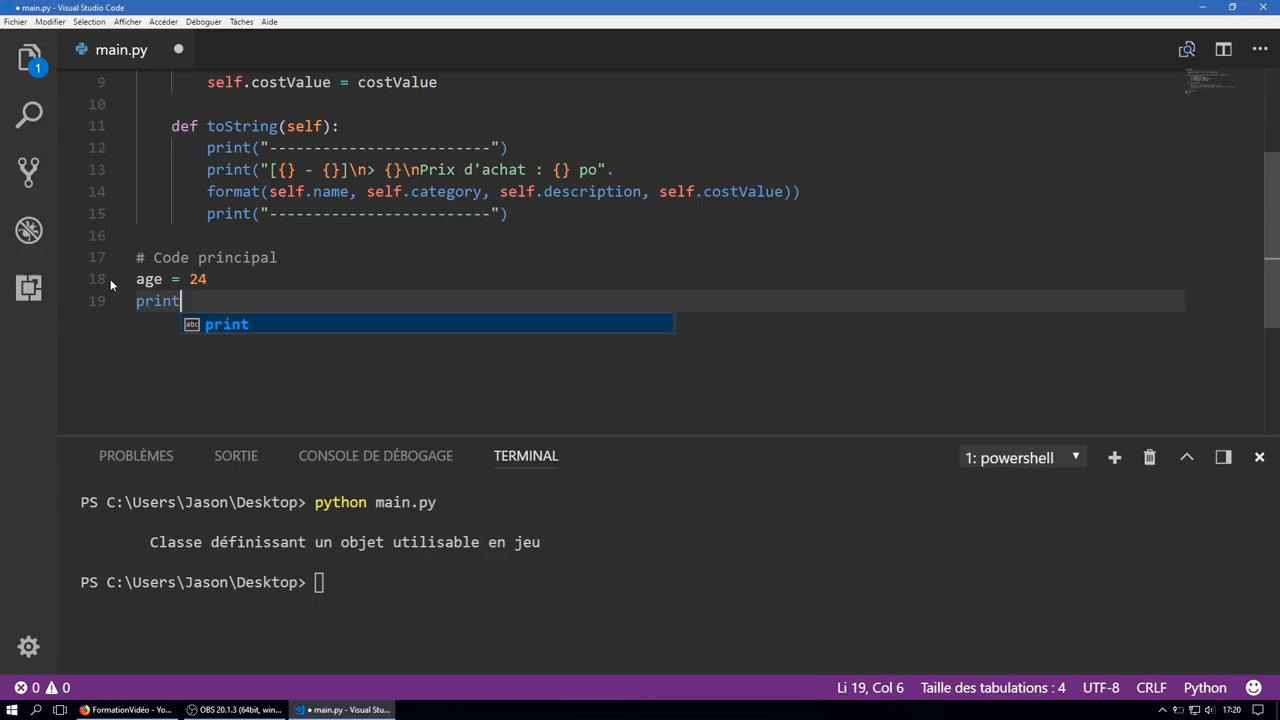 ● main.py - Visual Studio Code
Fichier Modifier Sélection Afficher Accéder Déboguer Tâches Aide
1
main.py
9 self.costValue = costValue
10
11 def toString(self):
12 print("-------------------------")
13 print("[{} - {}]\n> {}\nPrix d'achat : {} po".
14 format(self.name, self.category, self.description, self.costValue))
15 print("-------------------------")
16
17 # Code principal
18 age = 24
19 print
abc print
PROBLÈMES SORTIE CONSOLE DE DÉBOGAGE TERMINAL 1: powershell
PS C:\Users\Jason\Desktop> python main.py
Classe définissant un objet utilisable en jeu
PS C:\Users\Jason\Desktop>
0 0 Li 19, Col 6 Taille des tabulations : 4 UTF-8 CRLF Python
FormationVidéo - Yo... OBS 20.1.3 (64bit, win... ● main.py - Visual Stu... 17:20